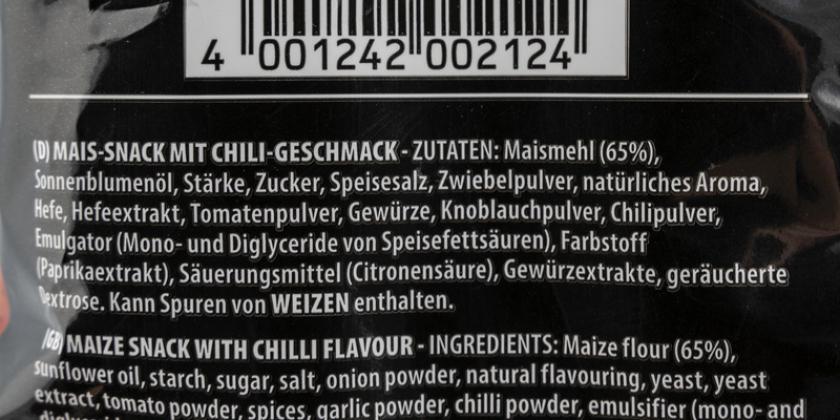 4 001242 002124
(D) MAIS-SNACK MIT CHILI-GESCHMACK - ZUTATEN: Maismehl (65%),
Sonnenblumenöl, Stärke, Zucker, Speisesalz, Zwiebelpulver, natürliches Aroma,
Hefe, Hefeextrakt, Tomatenpulver, Gewürze, Knoblauchpulver, Chilipulver,
Emulgator (Mono- und Diglyceride von Speisefettsäuren), Farbstoff
(Paprikaextrakt), Säuerungsmittel (Citronensäure), Gewürzextrakte, geräucherte
Dextrose. Kann Spuren von WEIZEN enthalten.
(GB) MAIZE SNACK WITH CHILLI FLAVOUR - INGREDIENTS: Maize flour (65%),
sunflower oil, starch, sugar, salt, onion powder, natural flavouring, yeast, yeast
extract, tomato powder, spices, garlic powder, chilli powder, emulsifier (mono- and